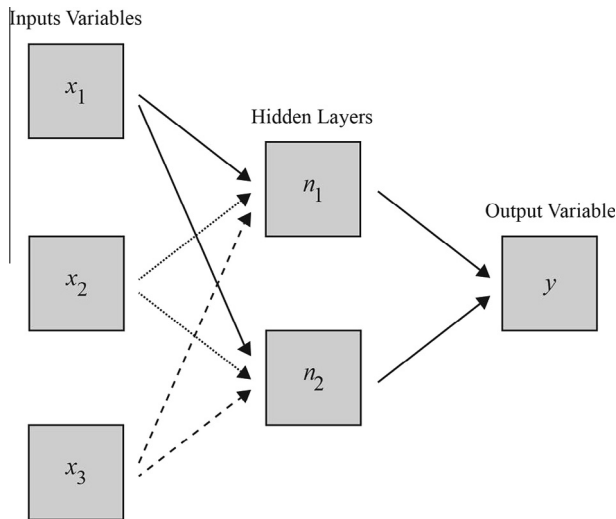 Inputs Variables
x1
Hidden Layers
n1
Output Variable
x2
y
n2
x3